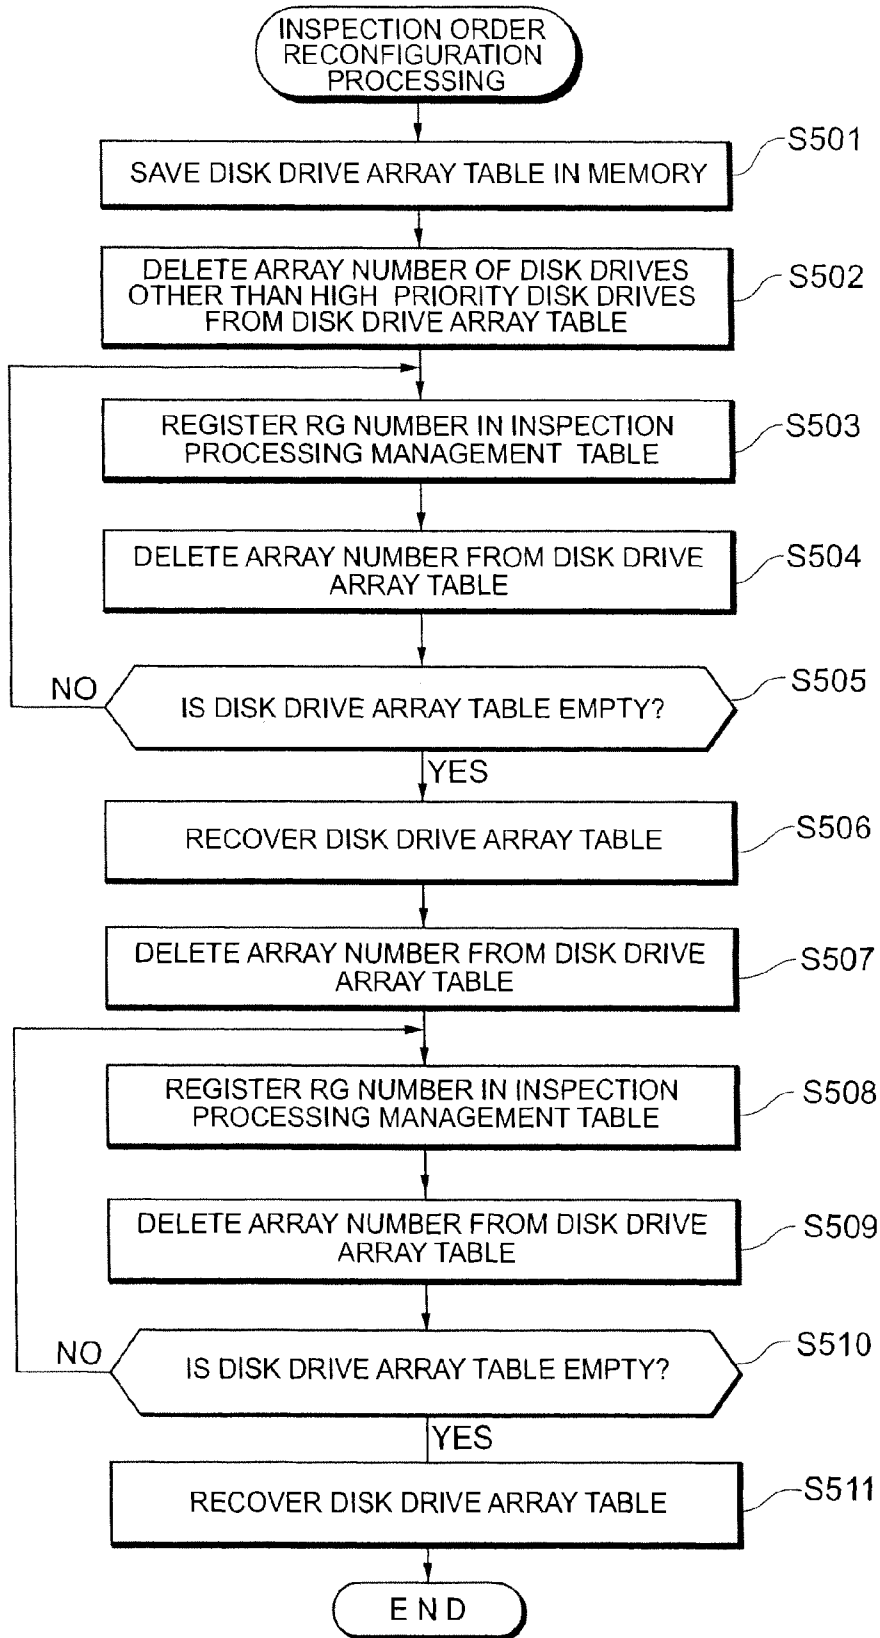 INSPECTION ORDER
RECONFIGURATION
PROCESSING
SAVE DISK DRIVE ARRAY TABLE IN MEMORY
S501
DELETE ARRAY NUMBER OF DISK DRIVES
OTHER THAN HIGH PRIORITY DISK DRIVES
FROM DISK DRIVE ARRAY TABLE
S502
REGISTER RG NUMBER IN INSPECTION
PROCESSING MANAGEMENT TABLE
S503
DELETE ARRAY NUMBER FROM DISK DRIVE
ARRAY TABLE
S504
IS DISK DRIVE ARRAY TABLE EMPTY?
S505
NO
YES
RECOVER DISK DRIVE ARRAY TABLE
S506
DELETE ARRAY NUMBER FROM DISK DRIVE
ARRAY TABLE
S507
REGISTER RG NUMBER IN INSPECTION
PROCESSING MANAGEMENT TABLE
S508
DELETE ARRAY NUMBER FROM DISK DRIVE
ARRAY TABLE
S509
IS DISK DRIVE ARRAY TABLE EMPTY?
S510
NO
YES
RECOVER DISK DRIVE ARRAY TABLE
S511
END